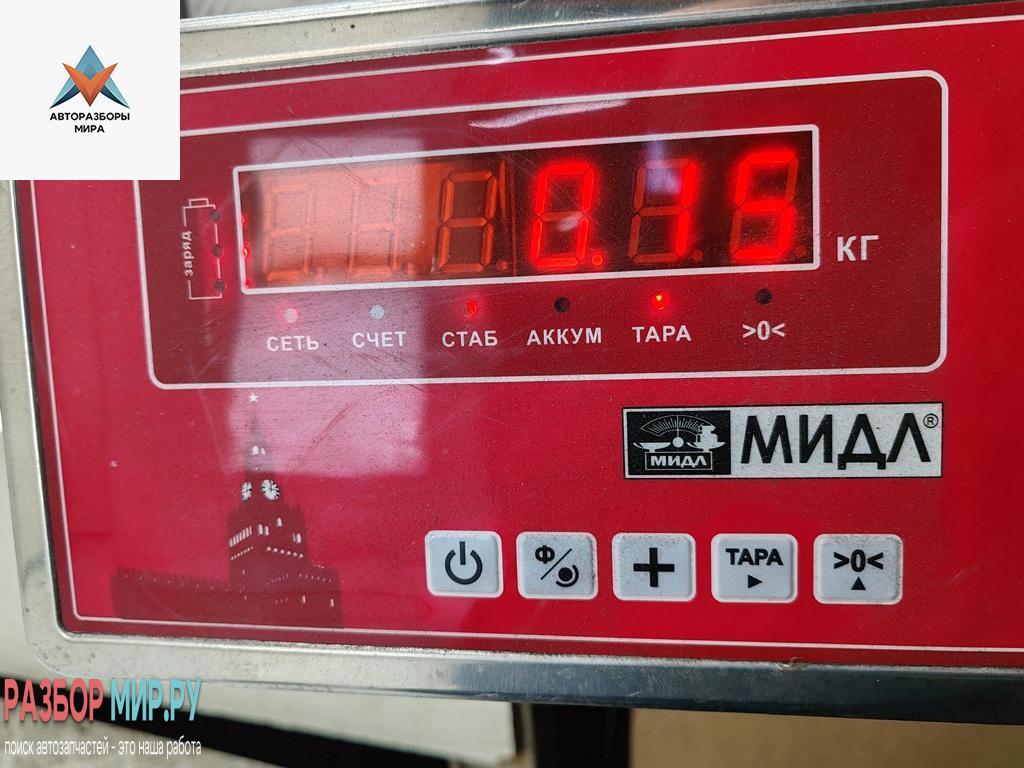 АВТОРАЗБОРЫ
МИРА
заряд
0.15
КГ
СЕТЬ СЧЕТ СТАБ АККУМ ТАРА >0<
МИДЛ МИДЛ®
Ф ТАРА >0<
РАЗБОР МИР.РУ
поиск автозапчастей - это наша работа